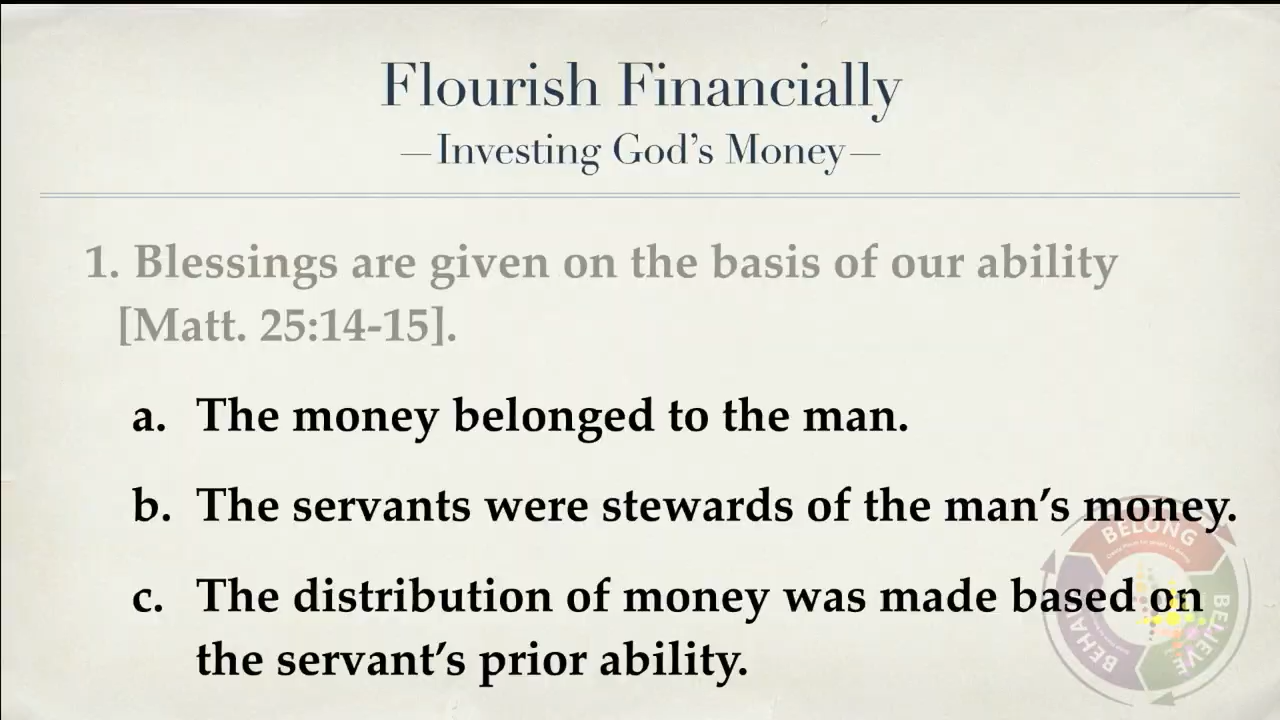 Flourish Financially
—Investing God’s Money—
1. Blessings are given on the basis of our ability
[Matt. 25:14-15].
a. The money belonged to the man.
b. The servants were stewards of the man’s money.
c. The distribution of money was made based on
the servant’s prior ability.
BELONG
BELIEVE